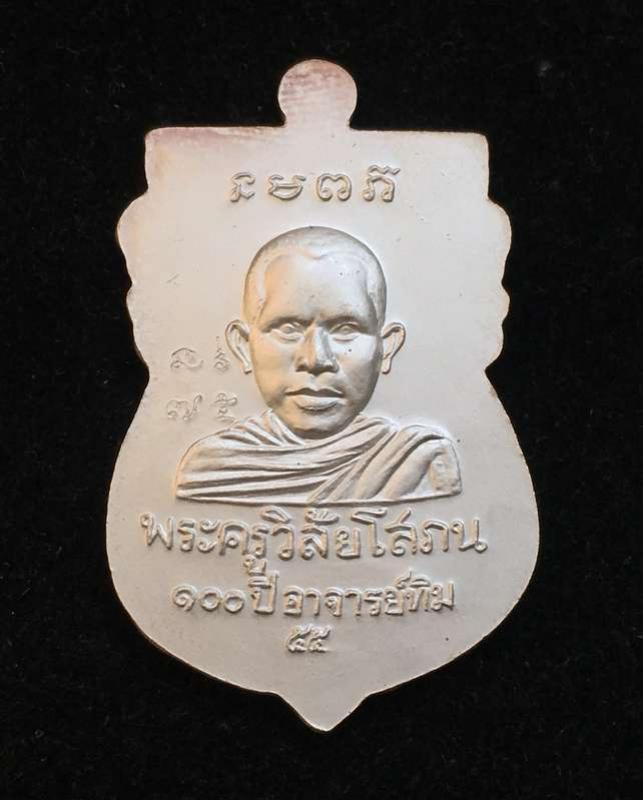 พระครูวิสัยโสภน
๑๐๐ ปี อาจารย์ทิม
๕๕